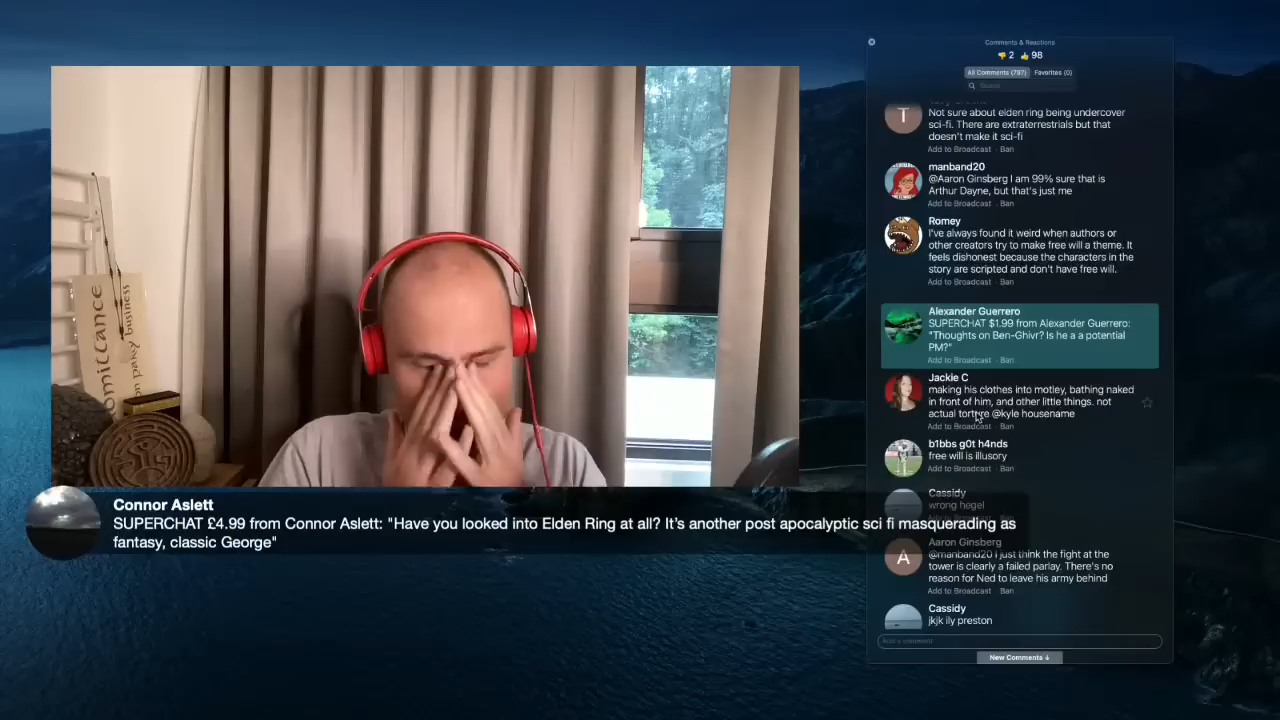 Comments & Reactions
👎 2 👍 98
All Comments (797) Favorites (0)
Search
T
Not sure about elden ring being undercover
sci-fi. There are extraterrestrials but that
doesn't make it sci-fi
Add to Broadcast · Ban
manband20
@Aaron Ginsberg I am 99% sure that is
Arthur Dayne, but that's just me
Add to Broadcast · Ban
Romey
I've always found it weird when authors or
other creators try to make free will a theme. It
feels dishonest because the characters in the
story are scripted and don't have free will.
Add to Broadcast · Ban
Alexander Guerrero
SUPERCHAT $1.99 from Alexander Guerrero:
"Thoughts on Ben-Ghivr? Is he a a potential
PM?"
Add to Broadcast · Ban
Jackie C
making his clothes into motley, bathing naked
in front of him, and other little things. not
actual torture @kyle housename
Add to Broadcast · Ban
b1bbs g0t h4nds
free will is illusory
Add to Broadcast · Ban
Cassidy
wrong hegel
Aaron Ginsberg
A
@manband20 I just think the fight at the
tower is clearly a failed parlay. There's no
reason for Ned to leave his army behind
Add to Broadcast · Ban
Cassidy
jkjk ily preston
Add a comment
New Comments ↓
omittance
on parley business
Connor Aslett
SUPERCHAT £4.99 from Connor Aslett: "Have you looked into Elden Ring at all? It's another post apocalyptic sci fi masquerading as
fantasy, classic George"